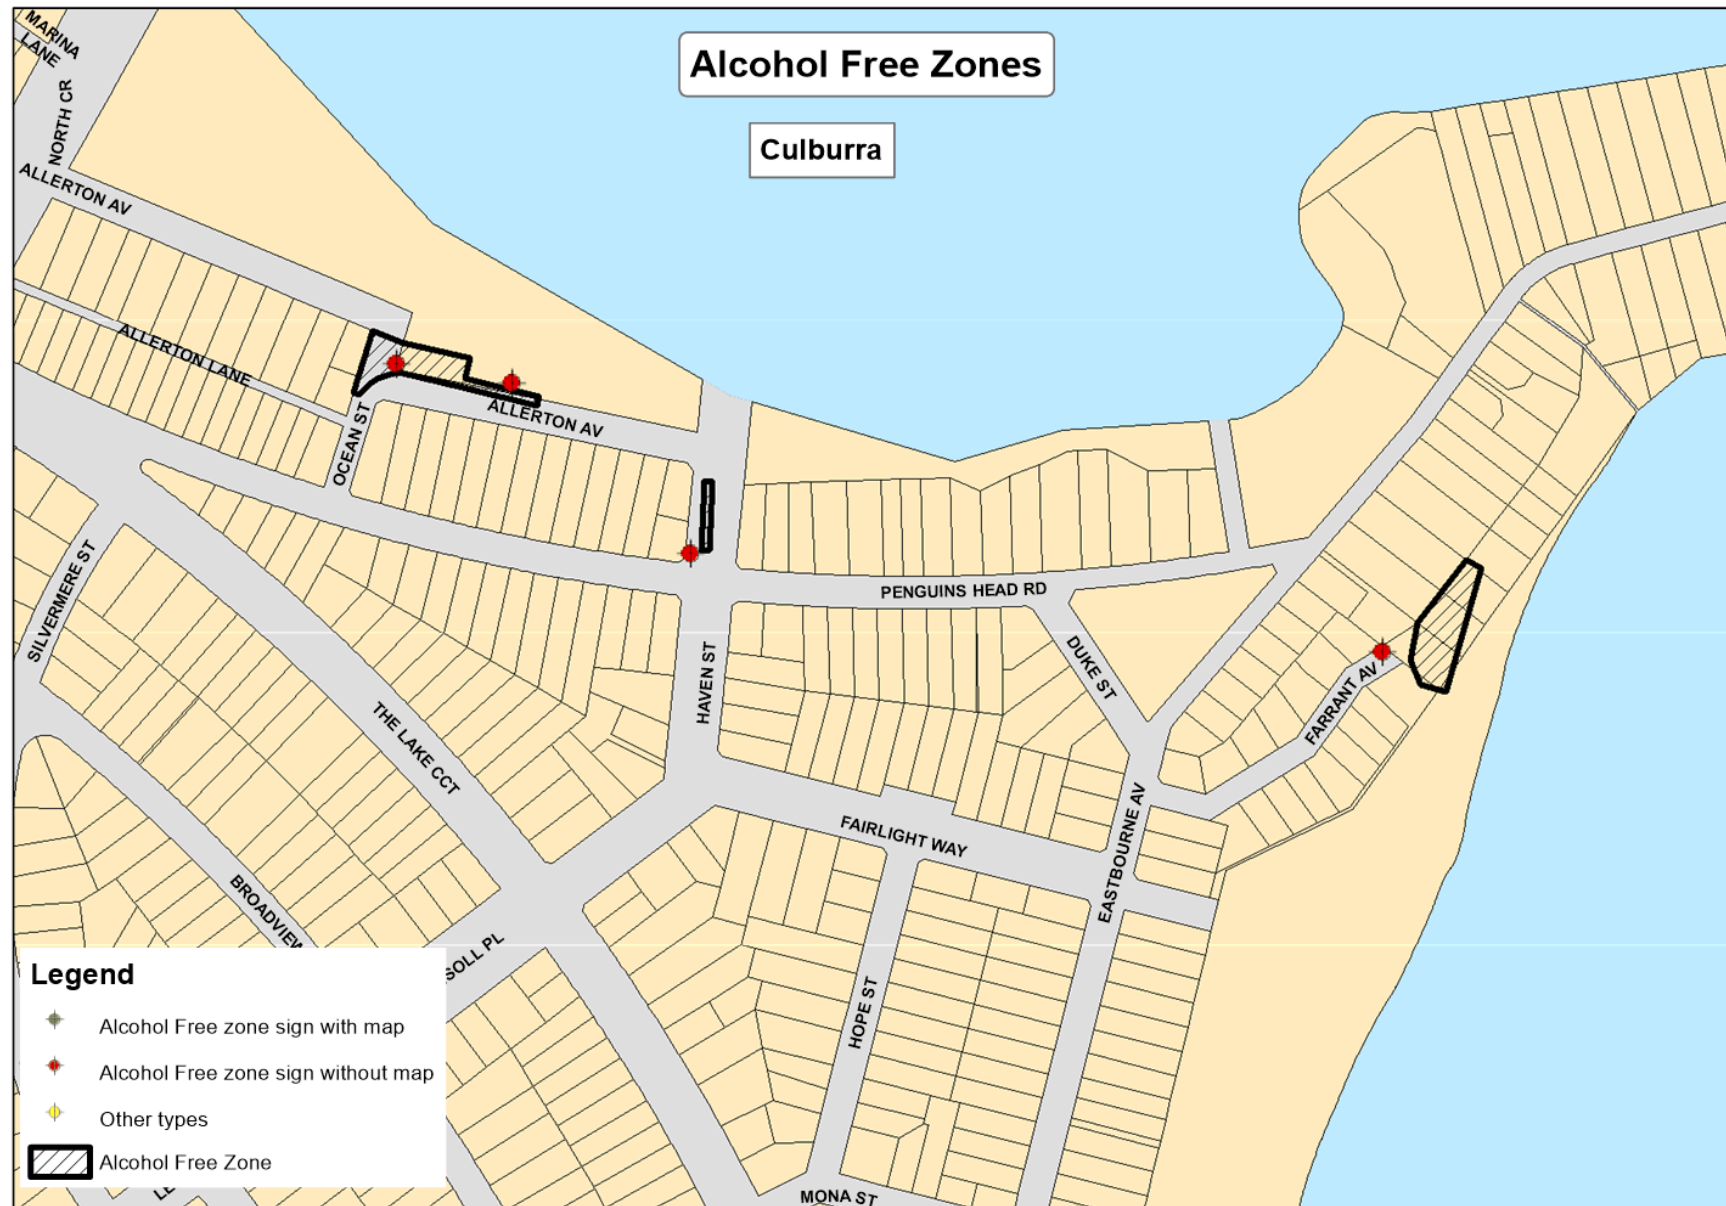 MARINA
LANE
Alcohol Free Zones
NORTH CR
Culburra
ALLERTON AV
ALLERTON LANE
ALLERTON AV
OCEAN ST
PENGUINS HEAD RD
SILVERMERE ST
HAVEN ST
DUKE ST
FARRANT AV
THE LAKE CCT
FAIRLIGHT WAY
EASTBOURNE AV
BROADVIEW
SOLL PL
HOPE ST
Legend
Alcohol Free zone sign with map
Alcohol Free zone sign without map
Other types
Alcohol Free Zone
MONA ST